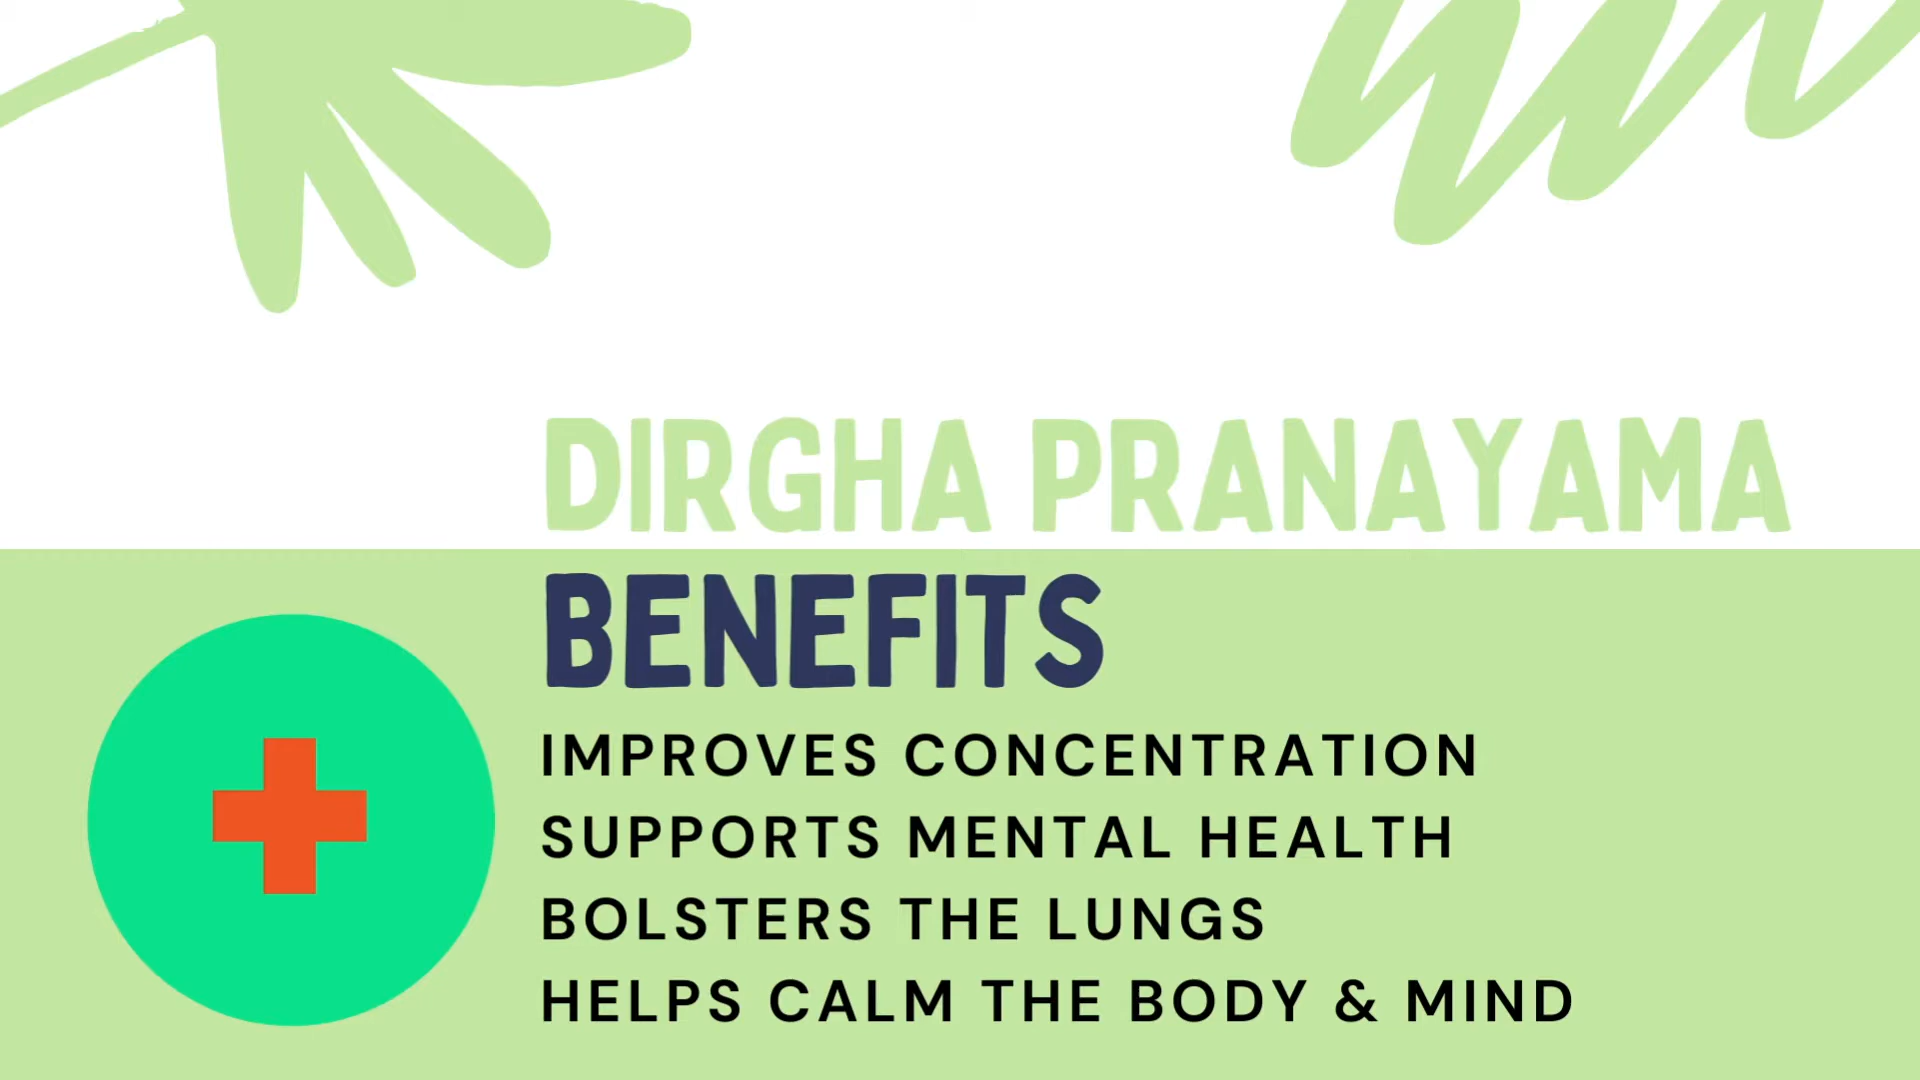 DIRGHA PRANAYAMA
BENEFITS
IMPROVES CONCENTRATION
SUPPORTS MENTAL HEALTH
BOLSTERS THE LUNGS
HELPS CALM THE BODY & MIND